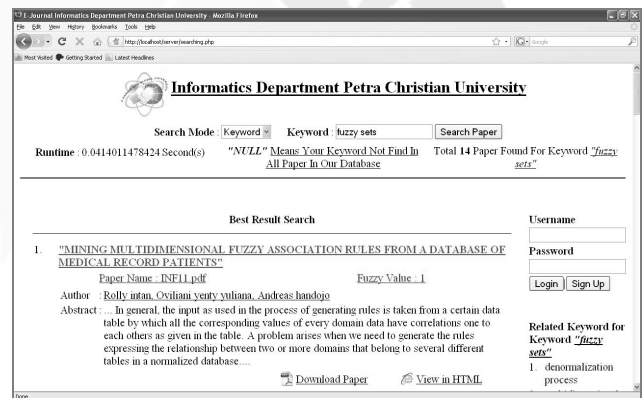 E-Journal Informatics Department Petra Christian University - Mozilla Firefox
File Edit View History Bookmarks Tools Help
http://localhost/server/searching.php
Google
Most Visited Getting Started Latest Headlines
Informatics Department Petra Christian University
Search Mode : Keyword Keyword : fuzzy sets Search Paper
Runtime : 0.0414011478424 Second(s) "NULL" Means Your Keyword Not Find In Total 14 Paper Found For Keyword "fuzzy
All Paper In Our Database sets"
Best Result Search Username
1. "MINING MULTIDIMENSIONAL FUZZY ASSOCIATION RULES FROM A DATABASE OF
MEDICAL RECORD PATIENTS" Password
Paper Name : INF11.pdf Fuzzy Value : 1
Login Sign Up
Author : Rolly intan, Oviliani yenty yuliana, Andreas handojo
Abstract : ... In general, the input as used in the process of generating rules is taken from a certain data
table by which all the corresponding values of every domain data have correlations one to
each others as given in the table. A problem arises when we need to generate the rules Related Keyword for
expressing the relationship between two or more domains that belong to several different Keyword "fuzzy
tables in a normalized database.... sets"
1. denormalization
Download Paper View in HTML process
Done